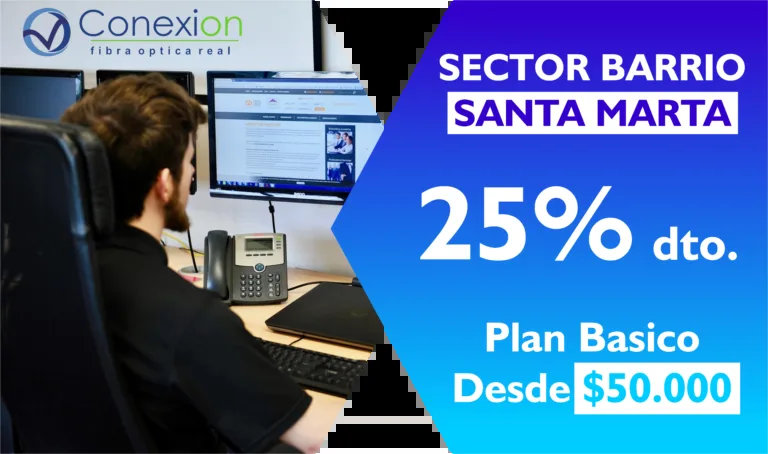 Conexion
fibra optica real
SECTOR BARRIO
SANTA MARTA
25% dto.
Plan Basico
Desde $50.000